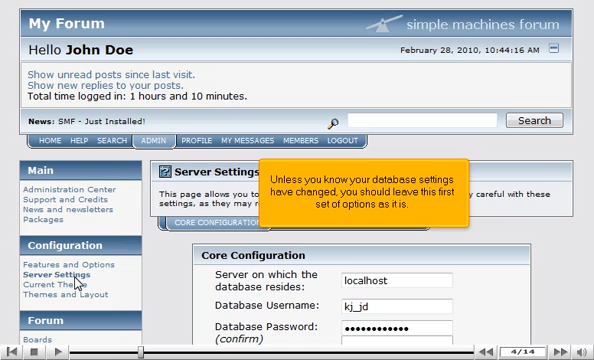 My Forum
simple machines forum
Hello John Doe
February 28, 2010, 10:44:16 AM
Show unread posts since last visit.
Show new replies to your posts.
Total time logged in: 1 hours and 10 minutes.
News: SMF - Just Installed!
Search
HOME HELP SEARCH ADMIN PROFILE MY MESSAGES MEMBERS LOGOUT
Main
Administration Center
Support and Credits
News and newsletters
Packages
Configuration
Features and Options
Server Settings
Current Theme
Themes and Layout
Forum
Boards
Server Settings
This page allows you to
y careful with these
settings, as they may r
Unless you know your database settings
have changed, you should leave this first
set of options as it is.
CORE CONFIGURATION
Core Configuration
Server on which the
database resides:
localhost
Database Username:
kj_jd
Database Password:
••••••••••••
(confirm)
4/14